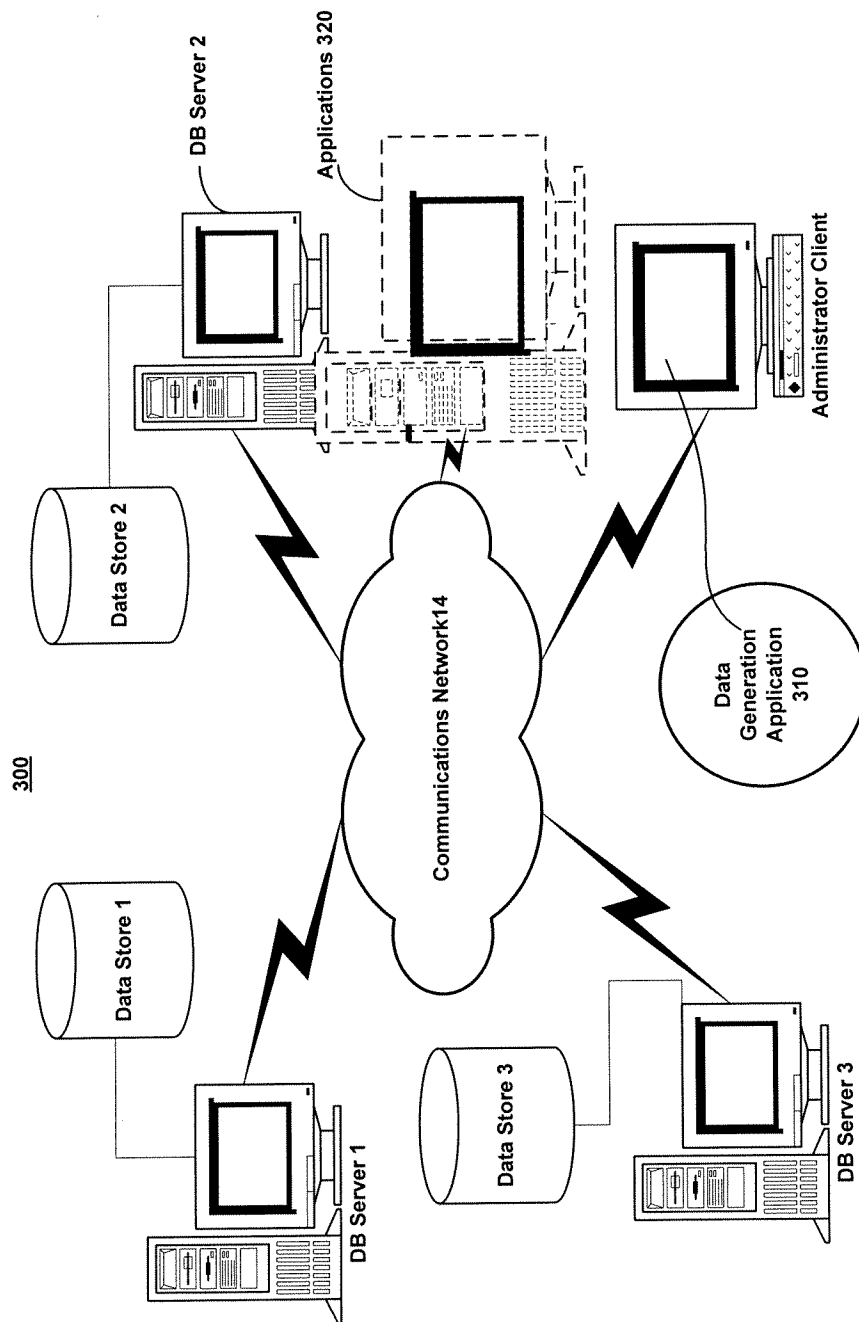 300
Data Store 1
Data Store 2
DB Server 2
DB Server 1
Applications 320
Communications Network14
Data Store 3
DB Server 3
Data
Generation
Application
310
Administrator Client